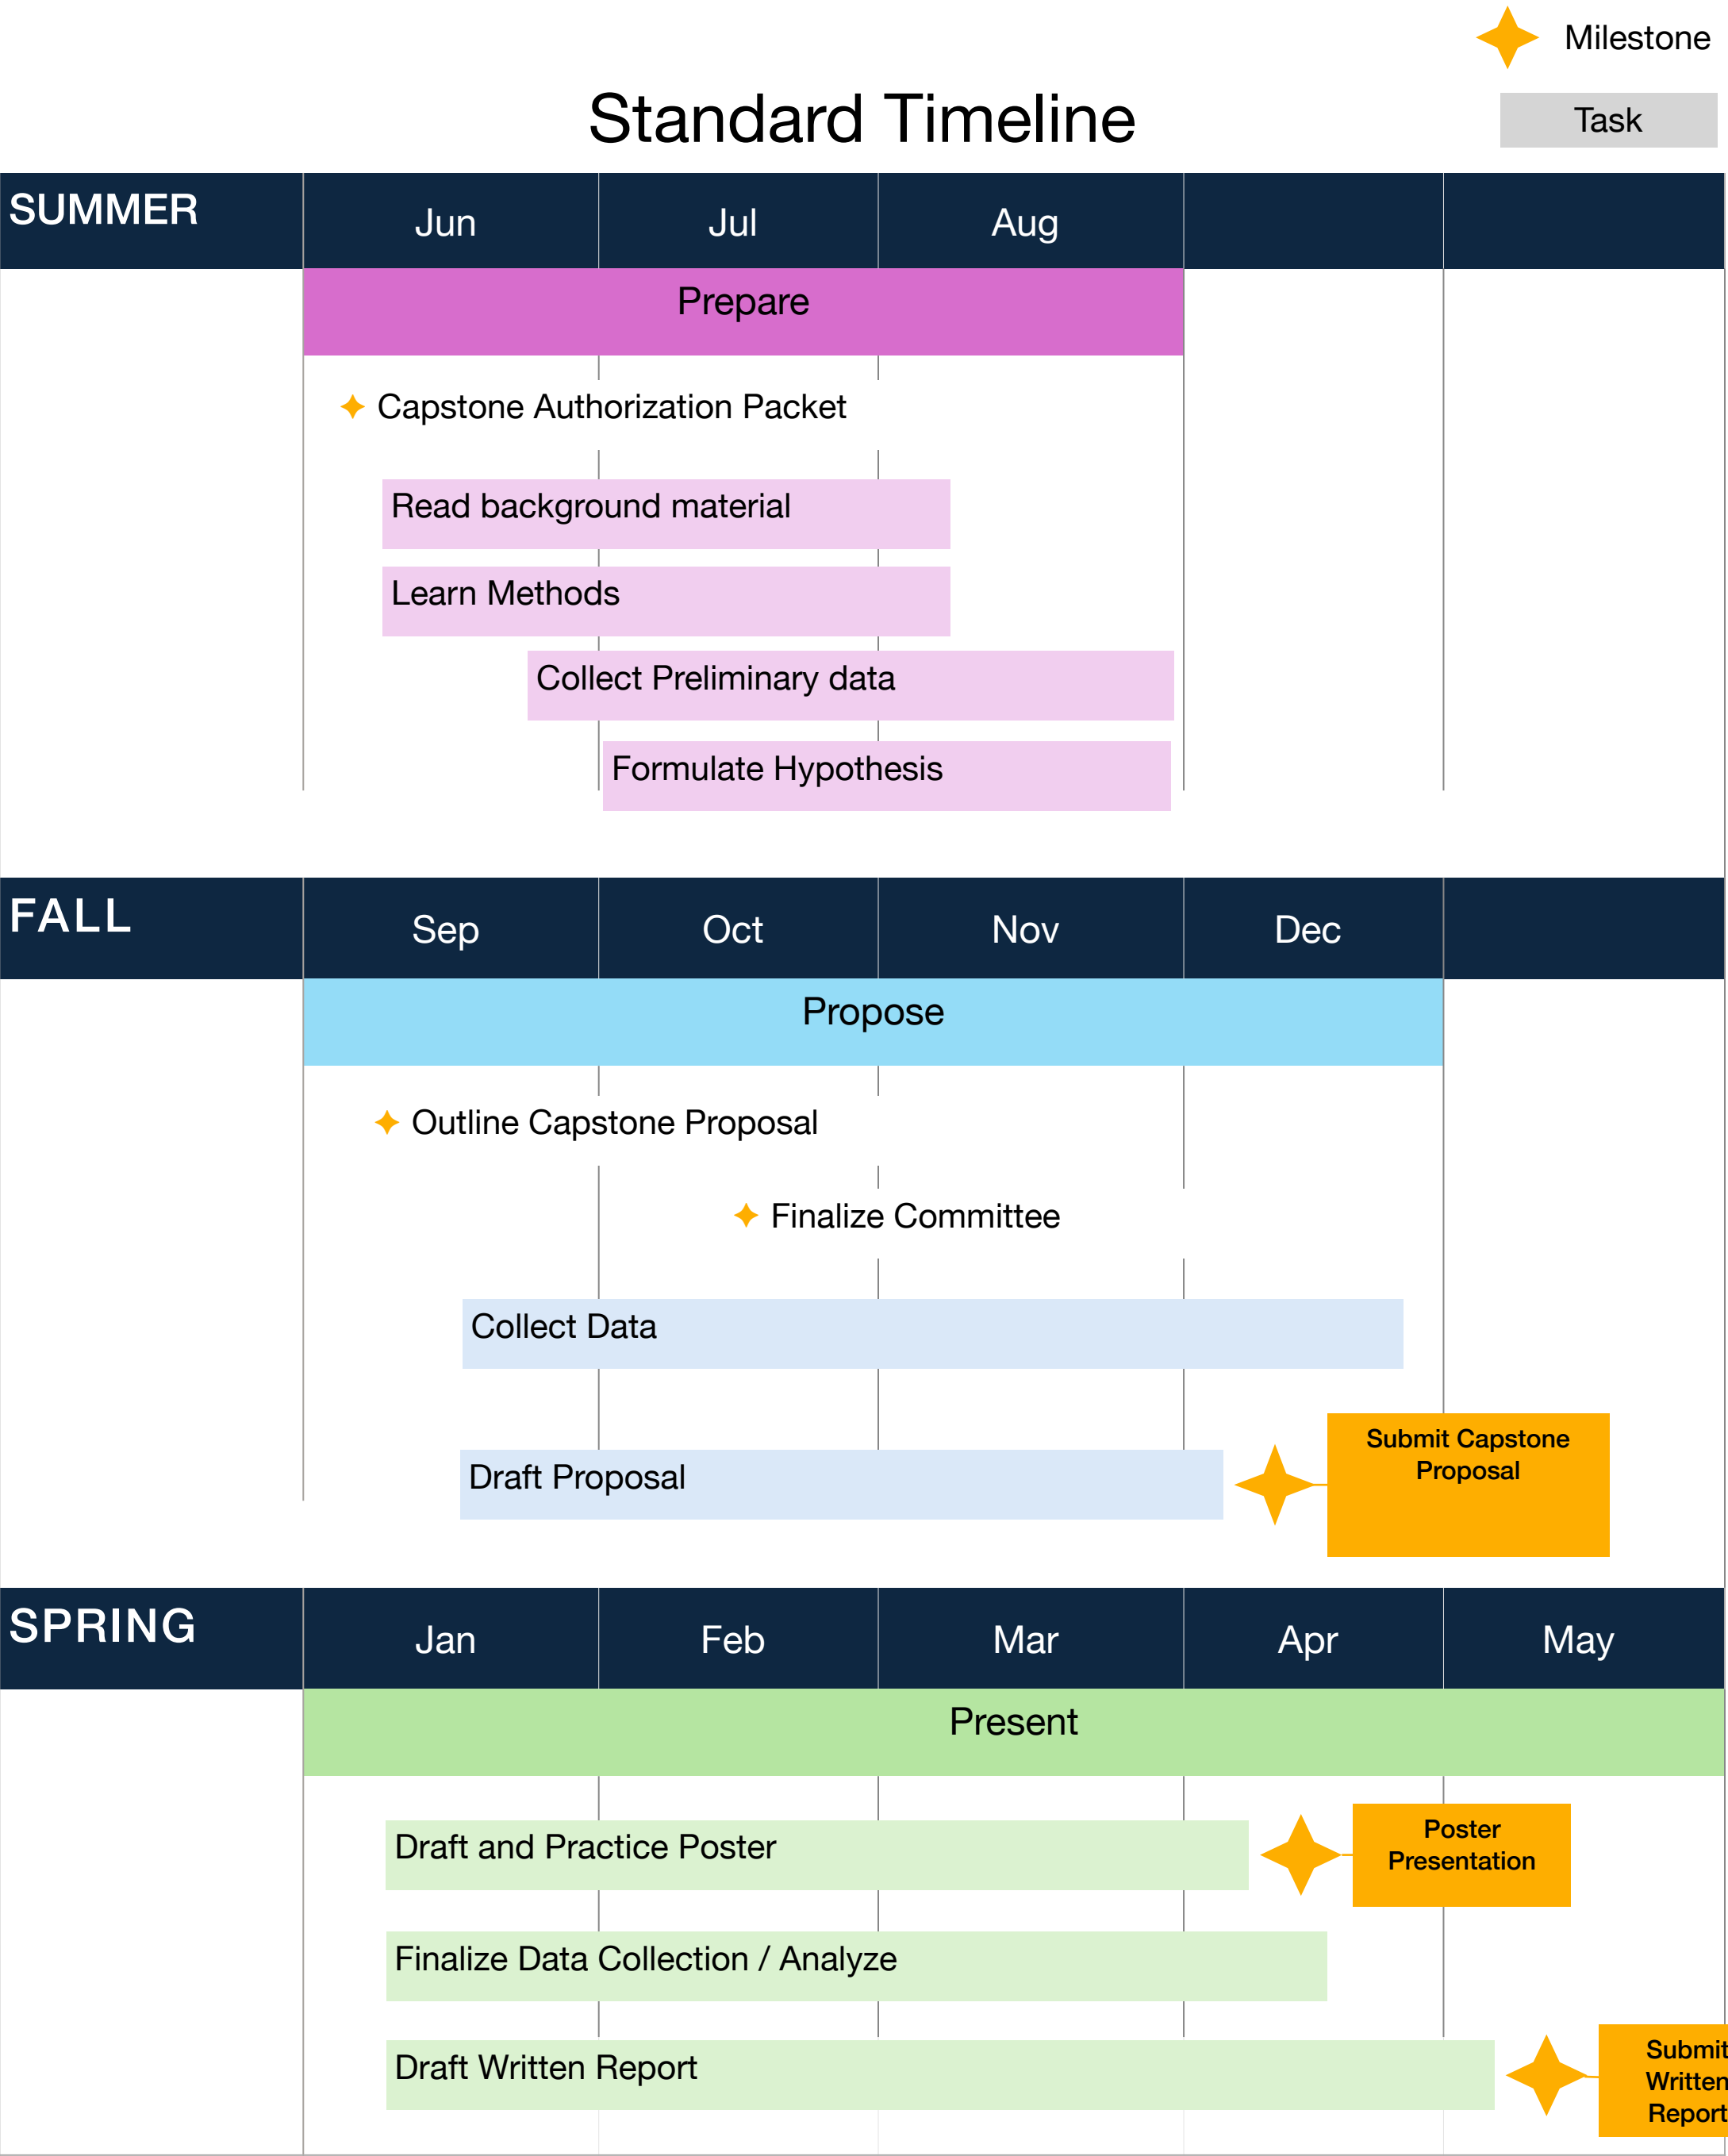 Milestone
Standard Timeline
Task
SUMMER
Jun
Jul
Aug
Prepare
Capstone Authorization Packet
Read background material
Learn Methods
Collect Preliminary data
Formulate Hypothesis
FALL
Sep
Oct
Nov
Dec
Propose
Outline Capstone Proposal
Finalize Committee
Collect Data
Submit Capstone
Proposal
Draft Proposal
SPRING
Jan
Feb
Mar
Apr
May
Present
Draft and Practice Poster
Poster
Presentation
Finalize Data Collection / Analyze
Draft Written Report
Submit
Written
Report